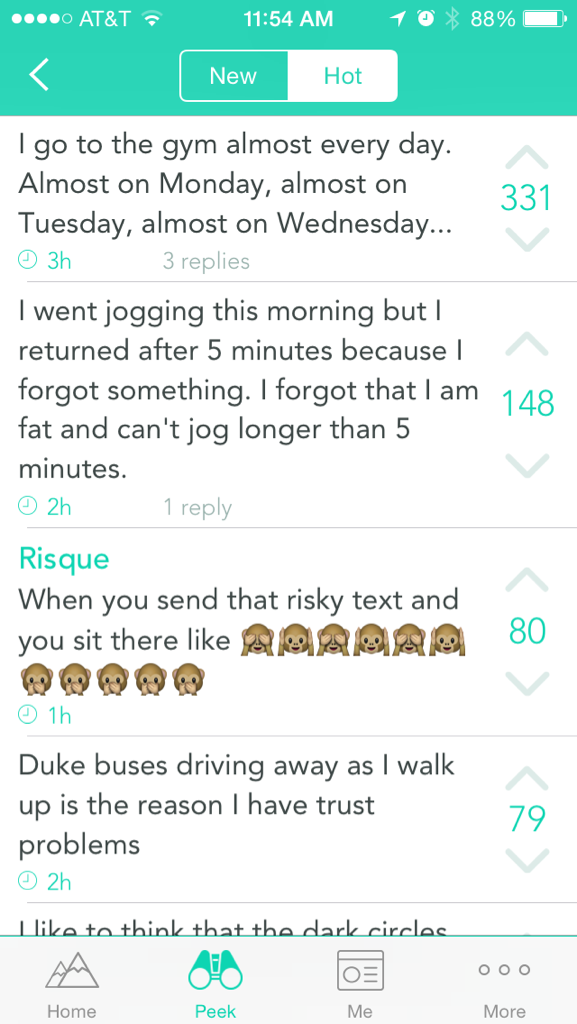 AT&T 11:54 AM 88%
New Hot
I go to the gym almost every day.
Almost on Monday, almost on
Tuesday, almost on Wednesday...
331
3h 3 replies
I went jogging this morning but I
returned after 5 minutes because I
forgot something. I forgot that I am
fat and can't jog longer than 5
minutes.
148
2h 1 reply
Risque
When you send that risky text and
you sit there like 🙈🙉🙈🙉🙈🙉
🙊🙊🙊🙊🙊
80
1h
Duke buses driving away as I walk
up is the reason I have trust
problems
79
2h
I like to think that the dark circles
Home Peek Me More